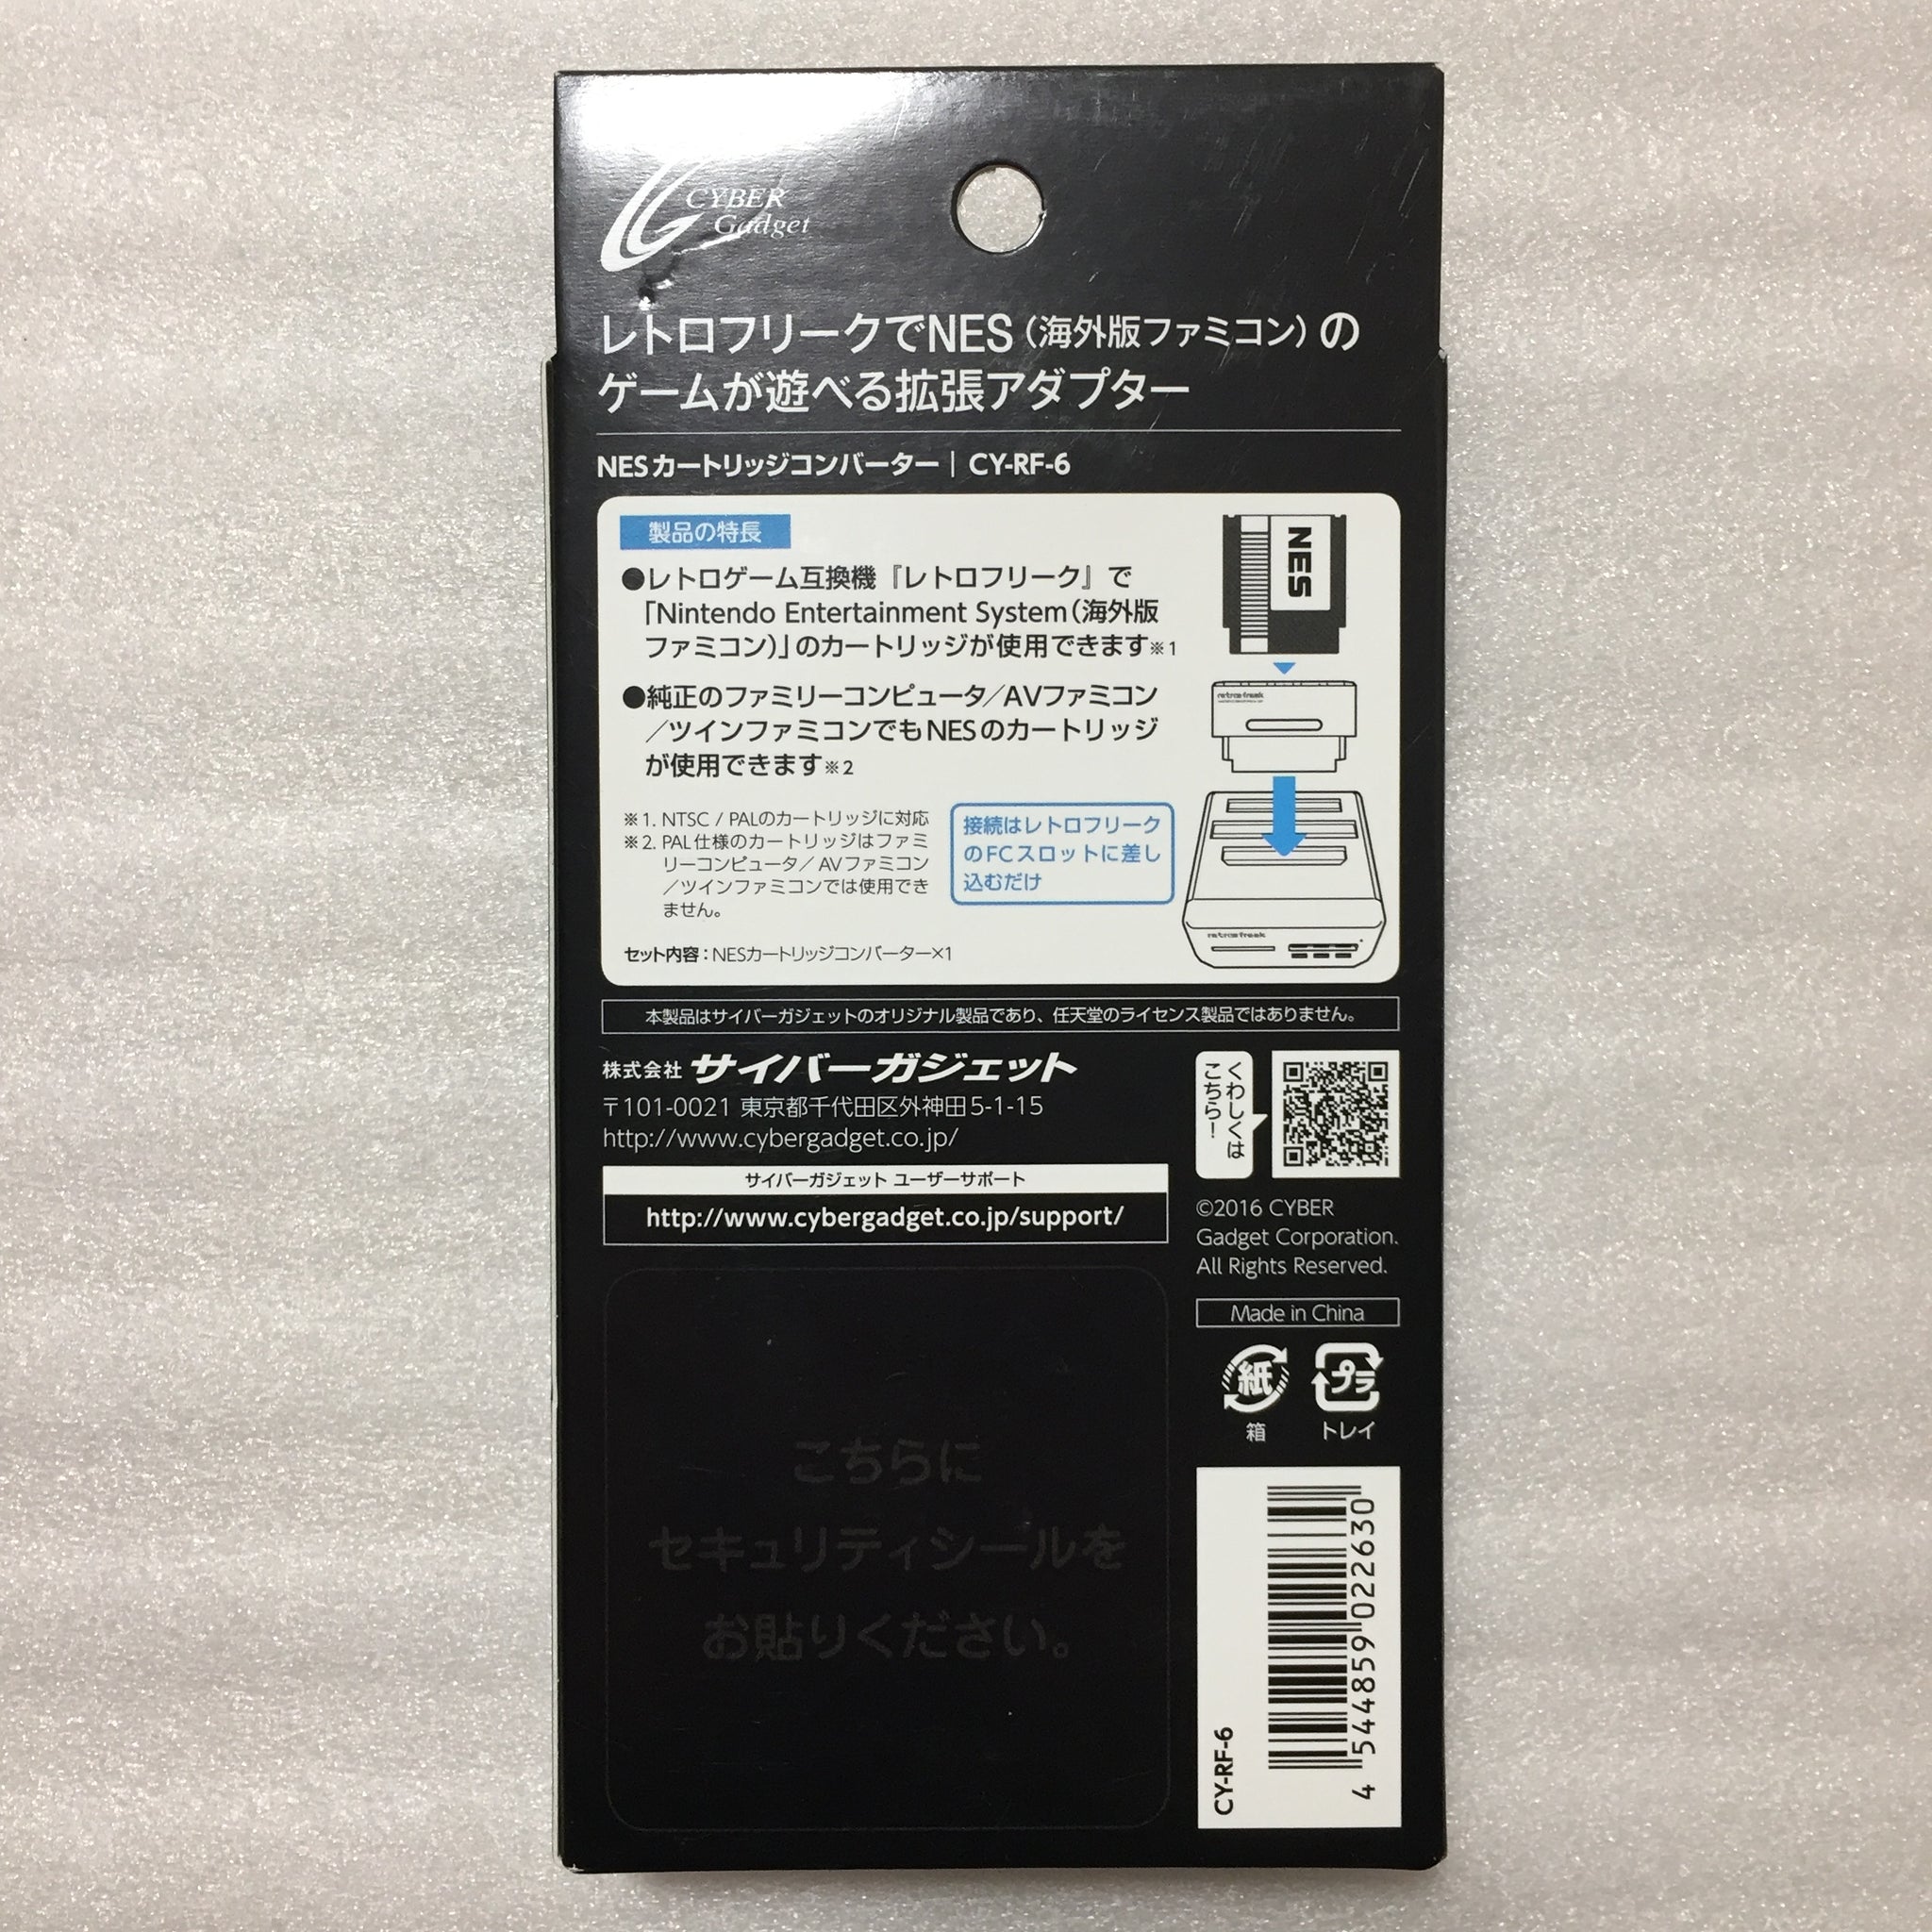 CYBER
Gadget
レトロフリークでNES（海外版ファミコン）の
ゲームが遊べる拡張アダプター
NESカートリッジコンバーター｜CY-RF-6
製品の特長
●レトロゲーム互換機『レトロフリーク』で
「Nintendo Entertainment System（海外版
ファミコン）」のカートリッジが使用できます※1
●純正のファミリーコンピュータ／AVファミコン
／ツインファミコンでもNESのカートリッジ
が使用できます※2
※1. NTSC / PALのカートリッジに対応
※2. PAL仕様のカートリッジはファミ
リーコンピュータ／AVファミコン
／ツインファミコンでは使用でき
ません。
接続はレトロフリーク
のFCスロットに差し
込むだけ
セット内容：NESカートリッジコンバーター×1
NES
retro freak
retro freak
本製品はサイバーガジェットのオリジナル製品であり、任天堂のライセンス製品ではありません。
株式会社 サイバーガジェット
〒101-0021 東京都千代田区外神田5-1-15
http://www.cybergadget.co.jp/
サイバーガジェット ユーザーサポート
http://www.cybergadget.co.jp/support/
くわしくは
こちら！
©2016 CYBER
Gadget Corporation.
All Rights Reserved.
Made in China
紙
プラ
箱
トレイ
こちらに
セキュリティシールを
お貼りください。
CY-RF-6
4 544859 022630